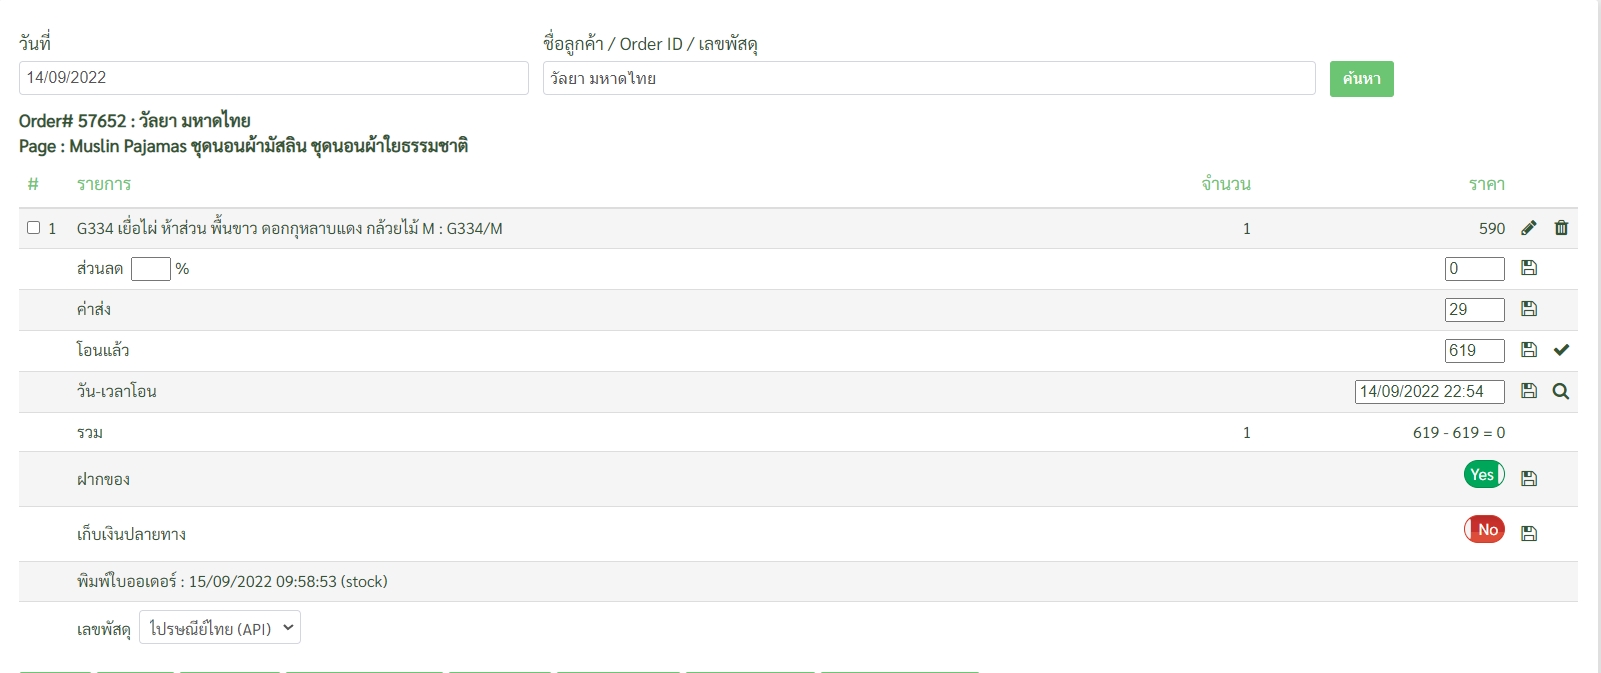 วันที่
ชื่อลูกค้า / Order ID / เลขพัสดุ
14/09/2022
วัลยา มหาดไทย
ค้นหา
Order# 57652 : วัลยา มหาดไทย
Page : Muslin Pajamas ชุดนอนผ้ามัสลิน ชุดนอนผ้าใยธรรมชาติ
# รายการ จำนวน ราคา
1 G334 เยื่อไผ่ ห้าส่วน พื้นขาว ดอกกุหลาบแดง กล้วยไม้ M : G334/M 1 590
ส่วนลด % 0
ค่าส่ง 29
โอนแล้ว 619
วัน-เวลาโอน 14/09/2022 22:54
รวม 1 619 - 619 = 0
ฝากของ Yes
เก็บเงินปลายทาง No
พิมพ์ใบออเดอร์ : 15/09/2022 09:58:53 (stock)
เลขพัสดุ ไปรษณีย์ไทย (API)